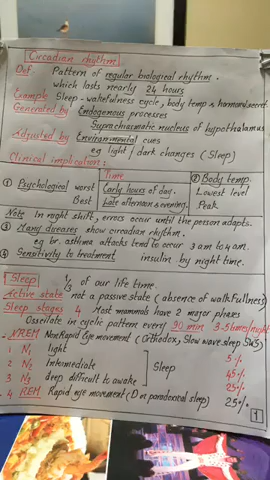 Circadian rhythm
Def Pattern of regular biological rhythm.
which lasts nearly 24 hours
Example Sleep-wakefulness cycle, body temp & hormonal secret
Generated by Endogenous processes
Suprachiasmatic nucleus of hypothalamus
Adjusted by Environmental cues
eg light / dark changes (Sleep)
Clinical implication:
Time
② Body temp.
① Psychological worst Early hours of day. Lowest level
Best Late afternoon & evening. Peak
Note In night shift, errors occur until the person adapts.
③ Many diseases show circadian rhythm.
eg br. asthma attacks tend to occur 3 am to 4 am.
④ Sensitivity to treatment insulin by night time.
Sleep 1/3 of our life time.
Active state not a passive state (absence of wakfullness)
Sleep stages 4 Most mammals have 2 major phases
Ossellate in cyclic pattern every 90 min 3-5 times/night
NREM Non Rapid Eye movement (Orthodox, Slow wave sleep SWS)
1 N₁ light 5%
2 N₂ intermediate Sleep 45%
3 N₃ deep difficult to awake 25%
4 REM Rapid eye movement (D or paradoxical sleep) 25%
1